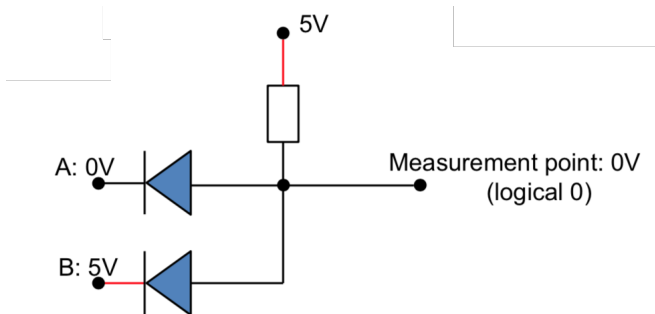 5V
A: 0V
Measurement point: 0V
(logical 0)
B: 5V